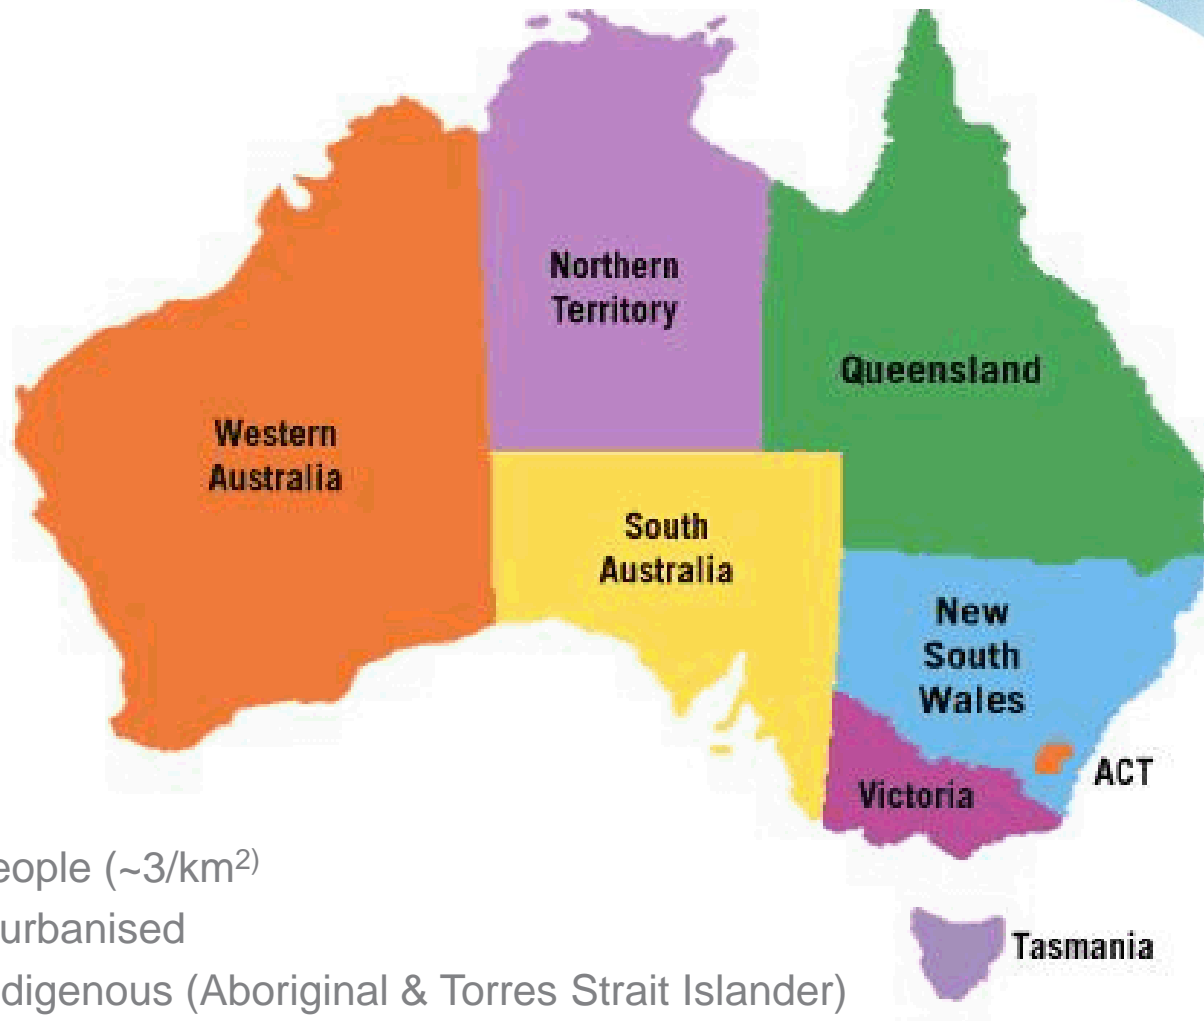 Northern
Territory
Queensland
Western
Australia
South
Australia
New
South
Wales
ACT
Victoria
eople (~3/km²⁾
urbanised
Tasmania
digenous (Aboriginal & Torres Strait Islander)